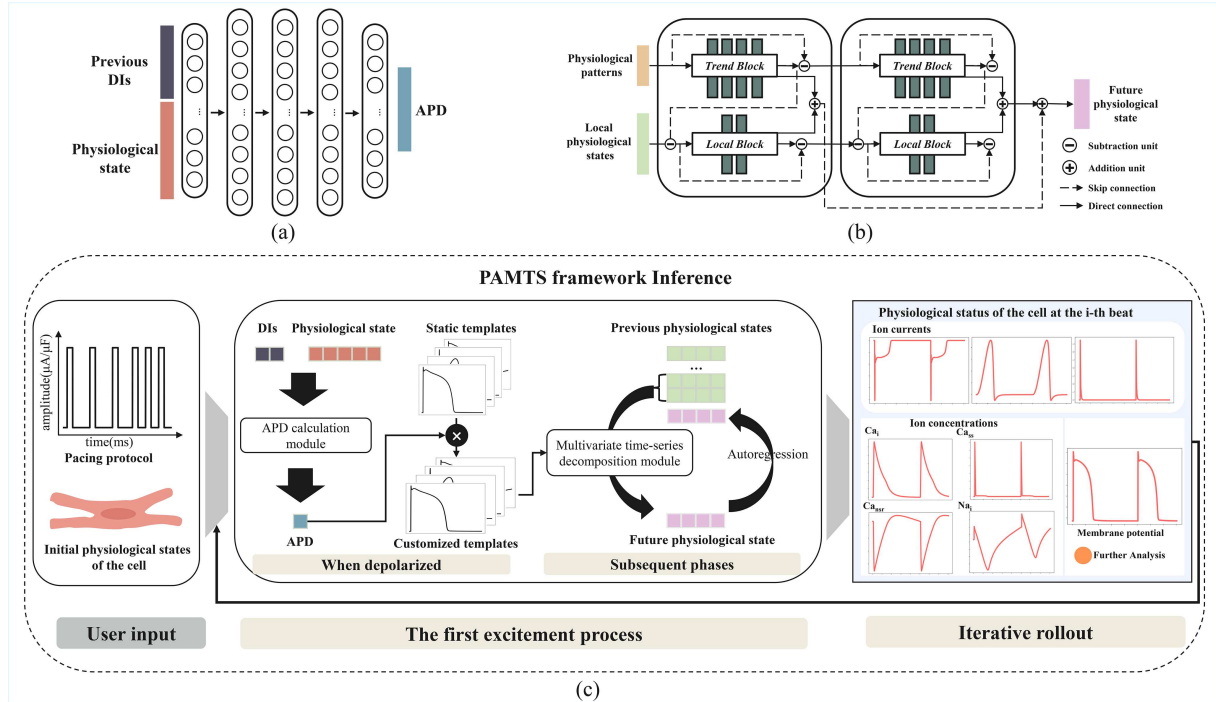 Previous
DIs
Physiological
state
...
...
...
...
...
APD
(a)
Physiological
patterns
Local
physiological
states
Trend Block
Local Block
Trend Block
Local Block
Future
physiological
state
Subtraction unit
Addition unit
Skip connection
Direct connection
(b)
PAMTS framework Inference
amplitude(μA/μF)
time(ms)
Pacing protocol
Initial physiological states
of the cell
User input
DIs
Physiological state
APD calculation
module
APD
Static templates
Customized templates
When depolarized
Previous physiological states
...
Multivariate time-series
decomposition module
Autoregression
Future physiological state
Subsequent phases
The first excitement process
Physiological status of the cell at the i-th beat
Ion currents
Ion concentrations
Cai
Cass
Cansr
Nai
Membrane potential
Further Analysis
Iterative rollout
(c)